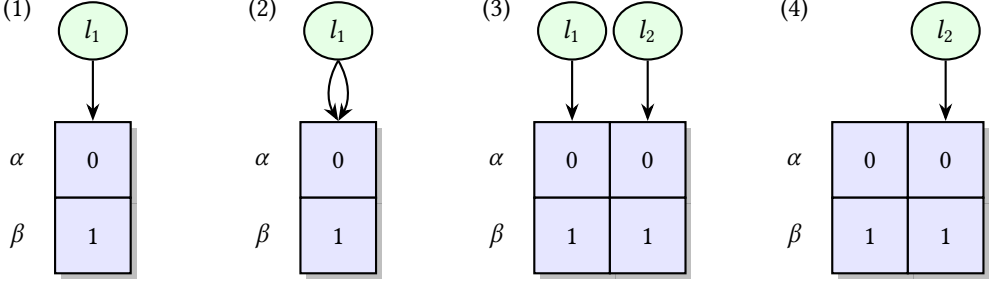 (1) (2) (3) (4)
l₁ l₁ l₁ l₂ l₂
α 0 α 0 α 0 0 α 0 0
β 1 β 1 β 1 1 β 1 1